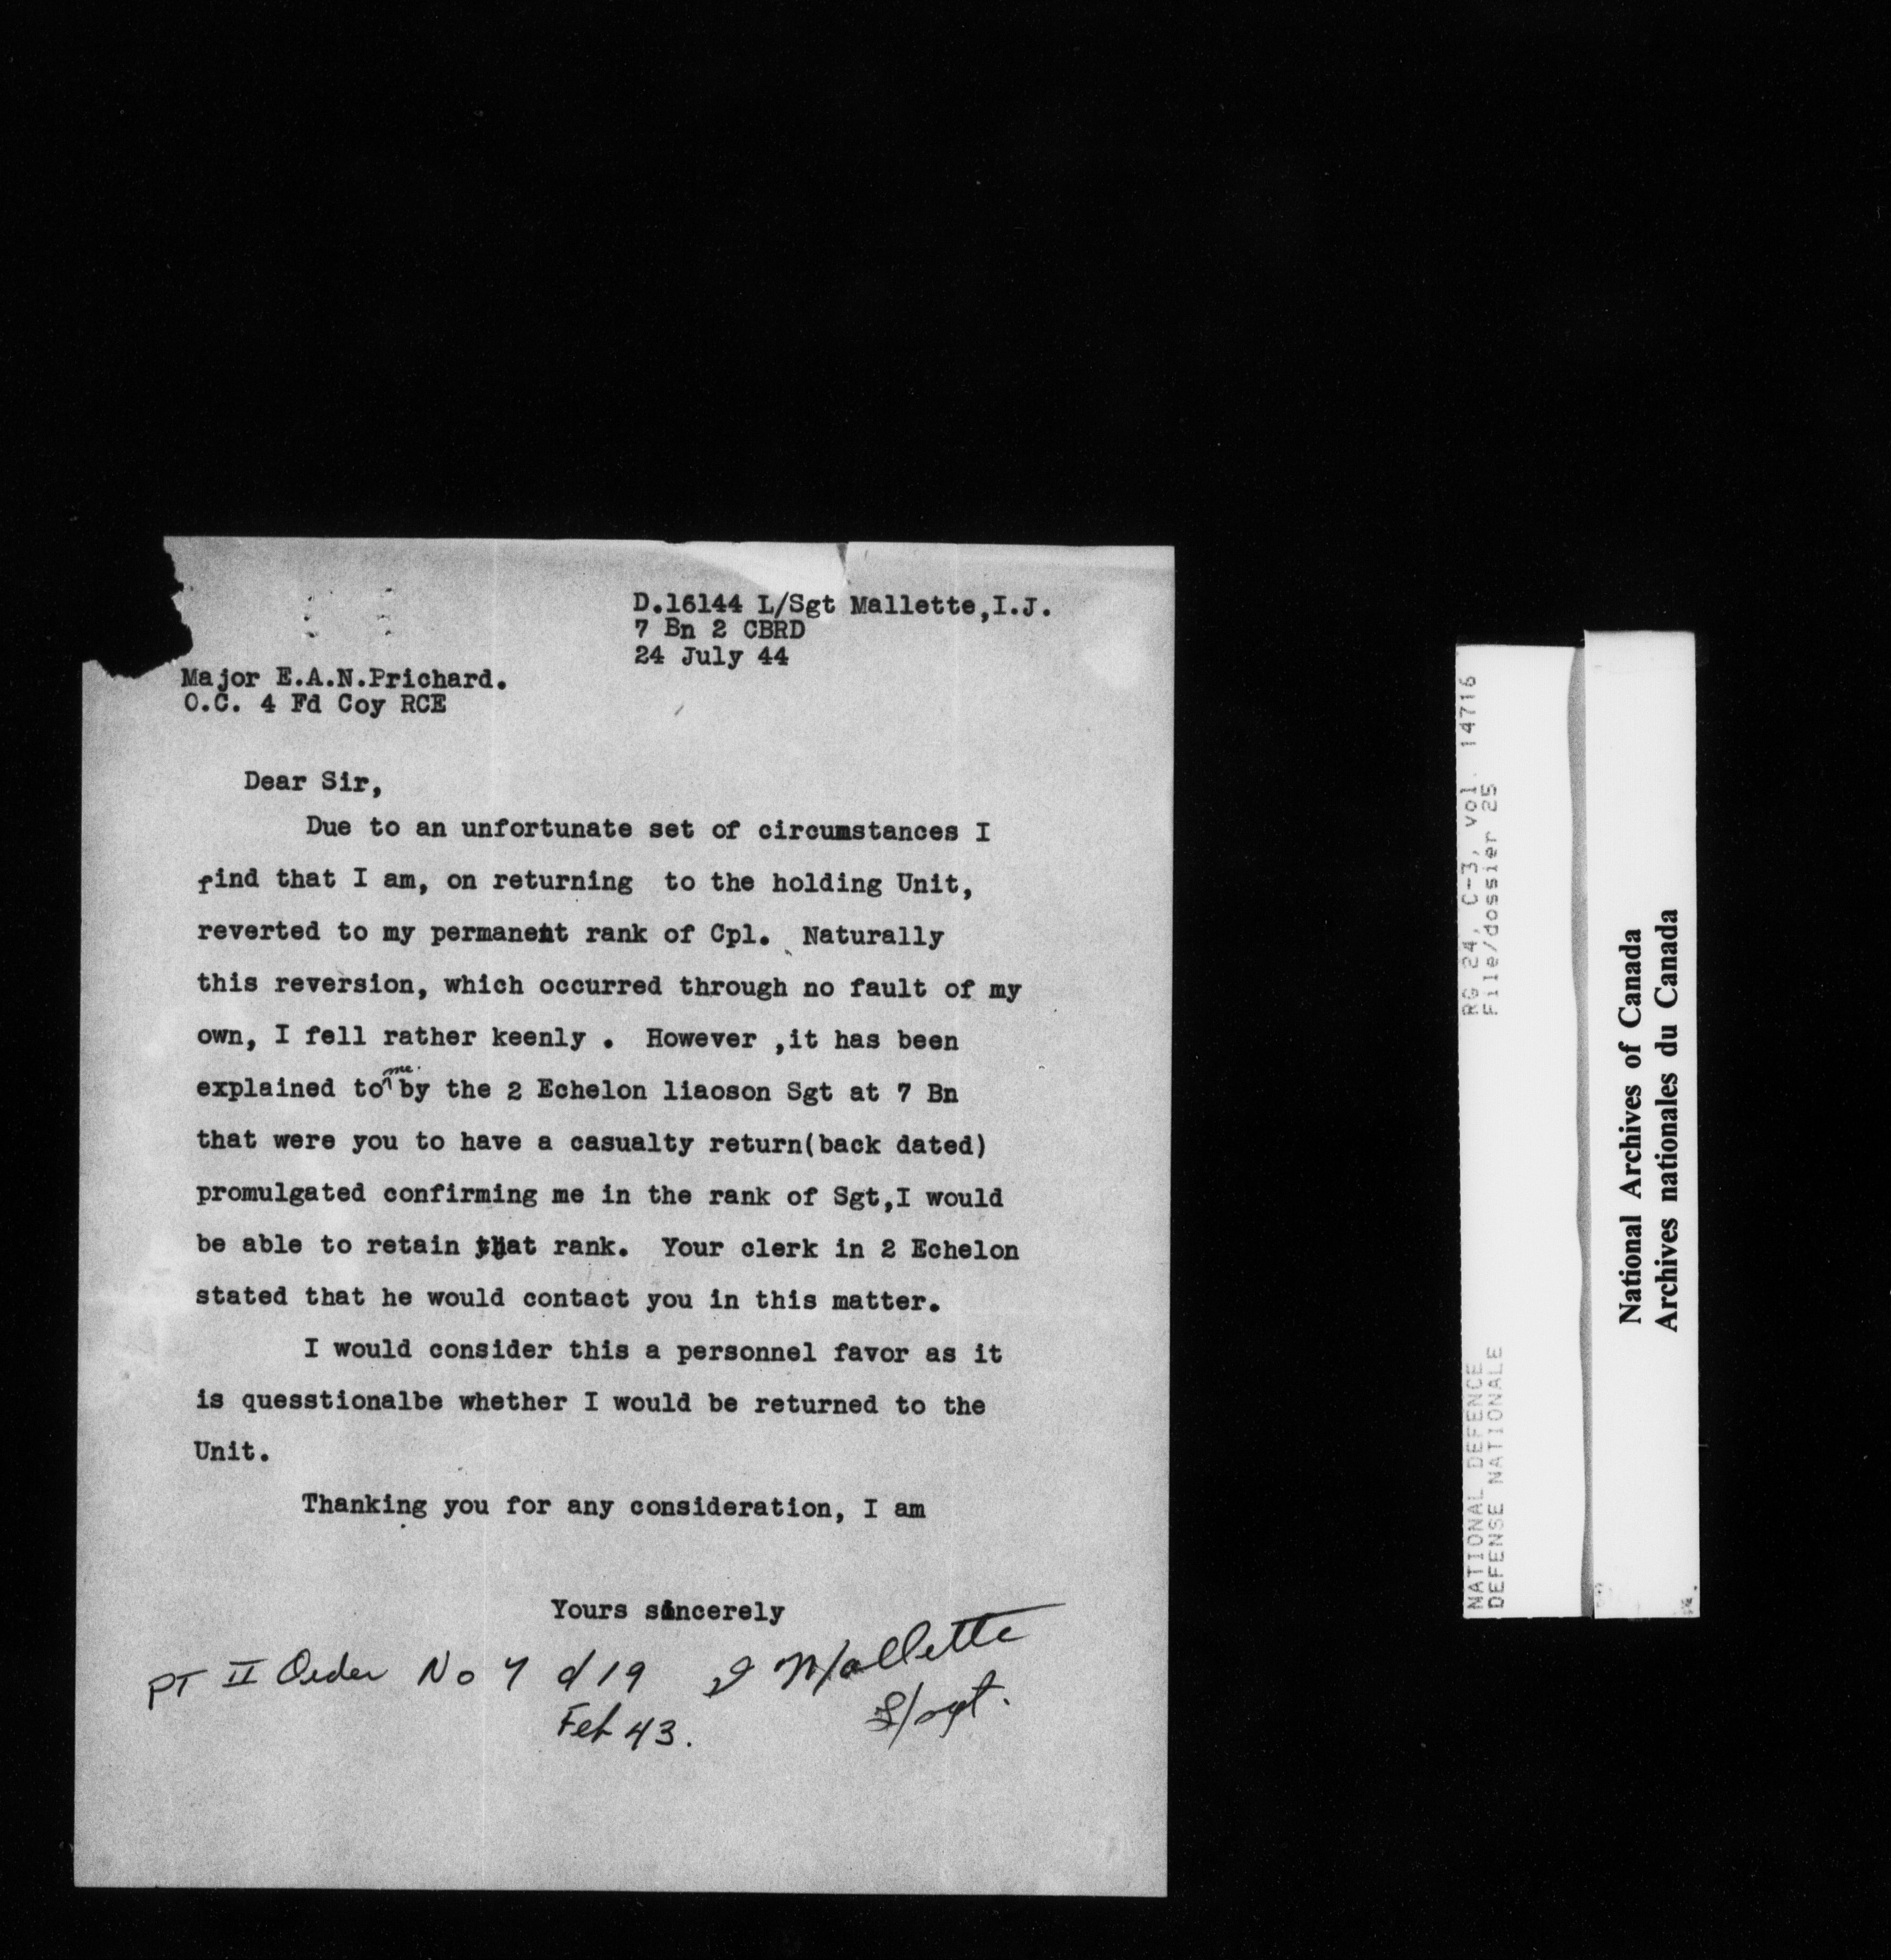 D.16144 L/Sgt Mallette,I.J.
7 Bn 2 CBRD
24 July 44
Major E.A.N.Prichard.
O.C. 4 Fd Coy RCE
Dear Sir,
Due to an unfortunate set of circumstances I
find that I am, on returning to the holding Unit,
reverted to my permanent rank of Cpl. Naturally
this reversion, which occurred through no fault of my
own, I fell rather keenly . However ,it has been
explained to me. by the 2 Echelon liaoson Sgt at 7 Bn
that were you to have a casualty return(back dated)
promulgated confirming me in the rank of Sgt,I would
be able to retain that rank. Your clerk in 2 Echelon
stated that he would contact you in this matter.
I would consider this a personnel favor as it
is quesstionalbe whether I would be returned to the
Unit.
Thanking you for any consideration, I am
Yours sincerely
I Mallette
L/sgt.
PT II Order No 7 d/19
Feb 43.
RG 24, C-3, vol. 14716
File/dossier 25
NATIONAL DEFENCE
DEFENSE NATIONALE
National Archives of Canada
Archives nationales du Canada